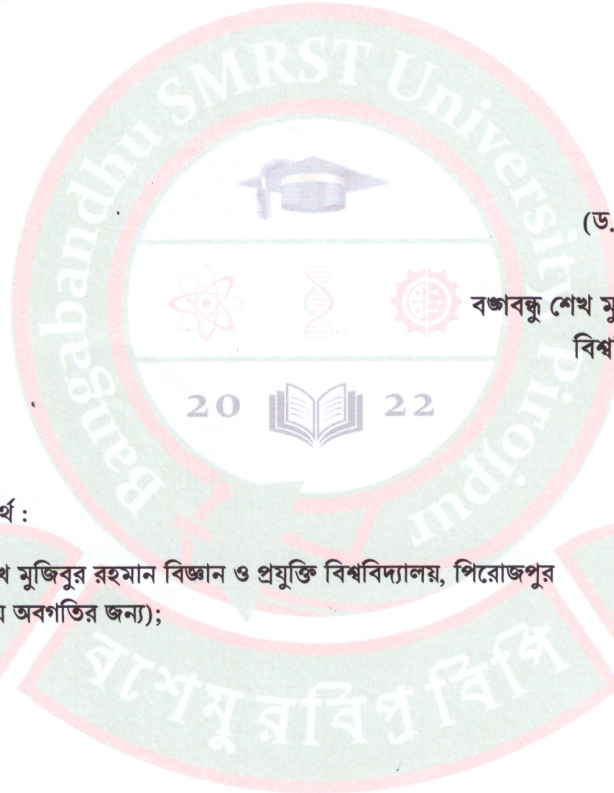 Bangabandhu SMRST University Pirojpur
(ড.
বঙ্গবন্ধু শেখ মু
বিশ্ব
20 22
র্থ :
খ মুজিবুর রহমান বিজ্ঞান ও প্রযুক্তি বিশ্ববিদ্যালয়, পিরোজপুর
য় অবগতির জন্য);
বশেমুরবিপ্রবিপি